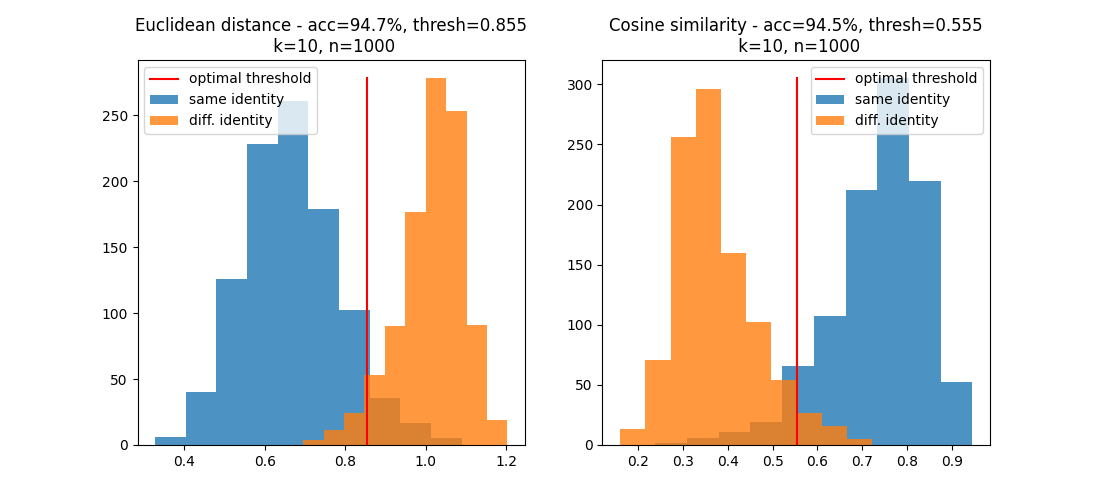 Euclidean distance - acc=94.7%, thresh=0.855
k=10, n=1000
optimal threshold
same identity
diff. identity
250
200
150
100
50
0
0.4 0.6 0.8 1.0 1.2
Cosine similarity - acc=94.5%, thresh=0.555
k=10, n=1000
optimal threshold
same identity
diff. identity
300
250
200
150
100
50
0
0.2 0.3 0.4 0.5 0.6 0.7 0.8 0.9